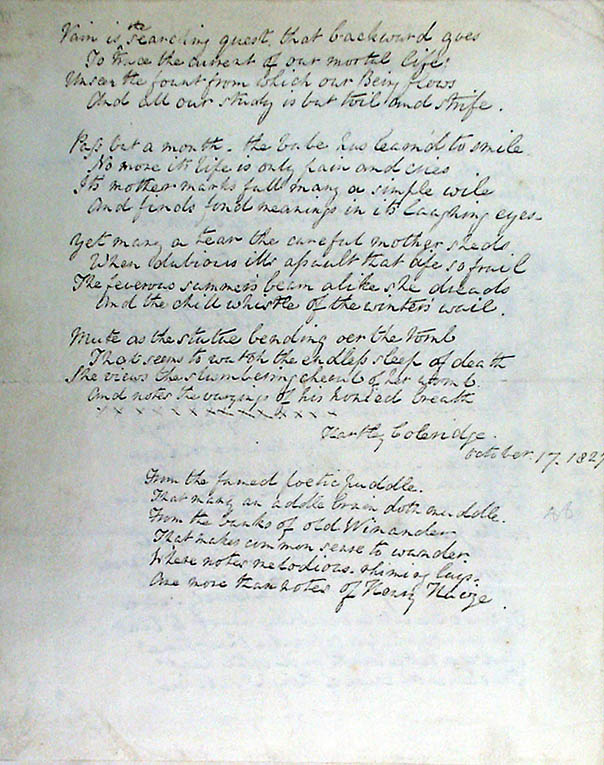 Vain is the searching quest, that backward goes
To trace the current of our mortal life;
Unseen the fount from which our Being flows
And all our study is but toil and strife.
Pass but a month - the babe has learn'd to smile
No more its life is only pain and cries
Its mother marks full many a simple wile
And finds fond meanings in its laughing eyes-
Yet many a tear the careful mother sheds
When dubious ills assault that life so frail
The feverous summer's beam alike she dreads
And the chill whistle of the winter's wail.
Mute as the statue bending oer the tomb
That seems to watch the endless sleep of death
She views the slumbering cherub of her womb
And notes the varyings of his honied breath
x x x x x x x x x x x x x x
Hartley Coleridge.
October 17. 182
From the famed poetic puddle.
That many an addle brain doth muddle.
From the banks of old Winander
That makes common sense to wander
Where notes melodious, rhiming lays,
Are more than notes of Henry